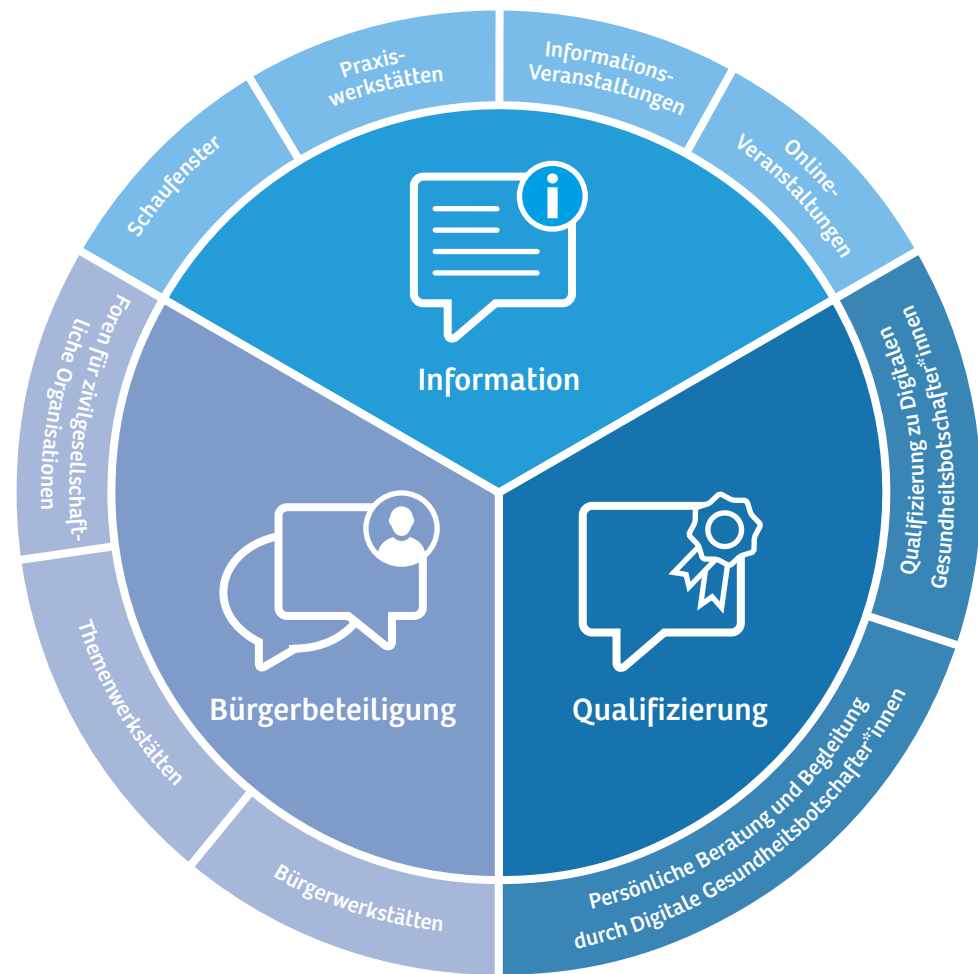 Praxis-
werkstätten
Informations-
Veranstaltungen
Schaufenster
Online-
Veranstaltungen
i
Information
Foren für zivilgesellschaft-
liche Organisationen
Qualifizierung zu Digitalen
Gesundheitsbotschafter*innen
Bürgerbeteiligung
Qualifizierung
Themenwerkstätten
Bürgerwerkstätten
Persönliche Beratung und Begleitung
durch Digitale Gesundheitsbotschafter*innen